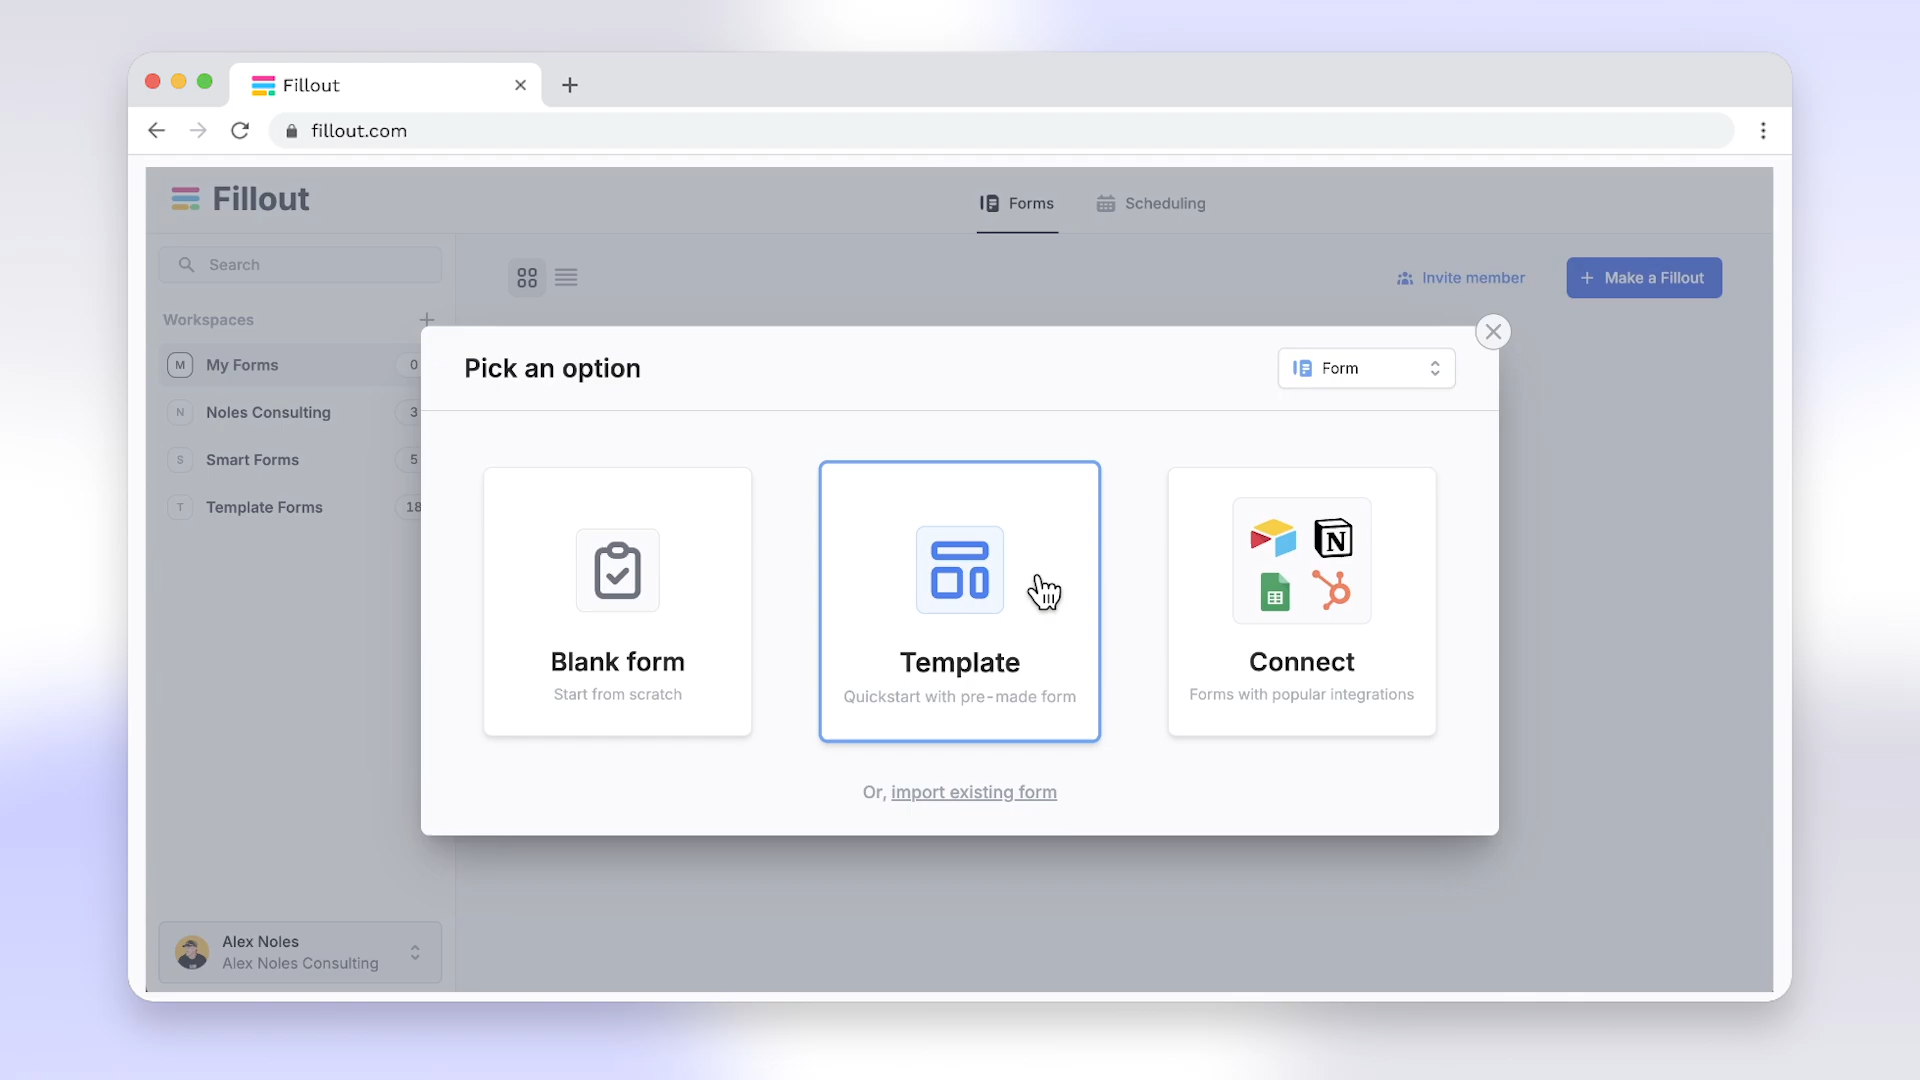 Fillout
fillout.com
Fillout
Forms
Scheduling
Search
Invite member
+ Make a Fillout
Workspaces
M My Forms 0
N Noles Consulting 3
S Smart Forms 5
T Template Forms 18
Pick an option
Form
Blank form
Start from scratch
Template
Quickstart with pre-made form
N
Connect
Forms with popular integrations
Or, import existing form
Alex Noles
Alex Noles Consulting